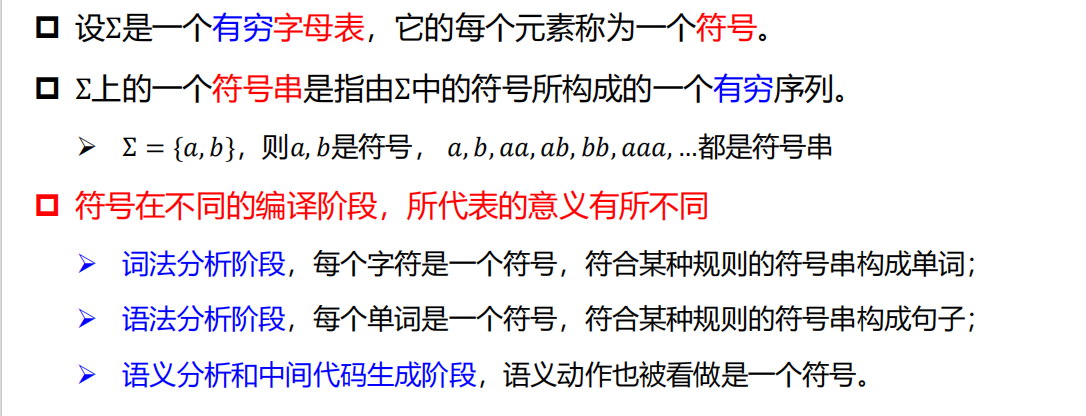 设Σ是一个有穷字母表，它的每个元素称为一个符号。
Σ上的一个符号串是指由Σ中的符号所构成的一个有穷序列。
Σ = {a, b}，则a, b是符号， a, b, aa, ab, bb, aaa, …都是符号串
符号在不同的编译阶段，所代表的意义有所不同
词法分析阶段，每个字符是一个符号，符合某种规则的符号串构成单词；
语法分析阶段，每个单词是一个符号，符合某种规则的符号串构成句子；
语义分析和中间代码生成阶段，语义动作也被看做是一个符号。